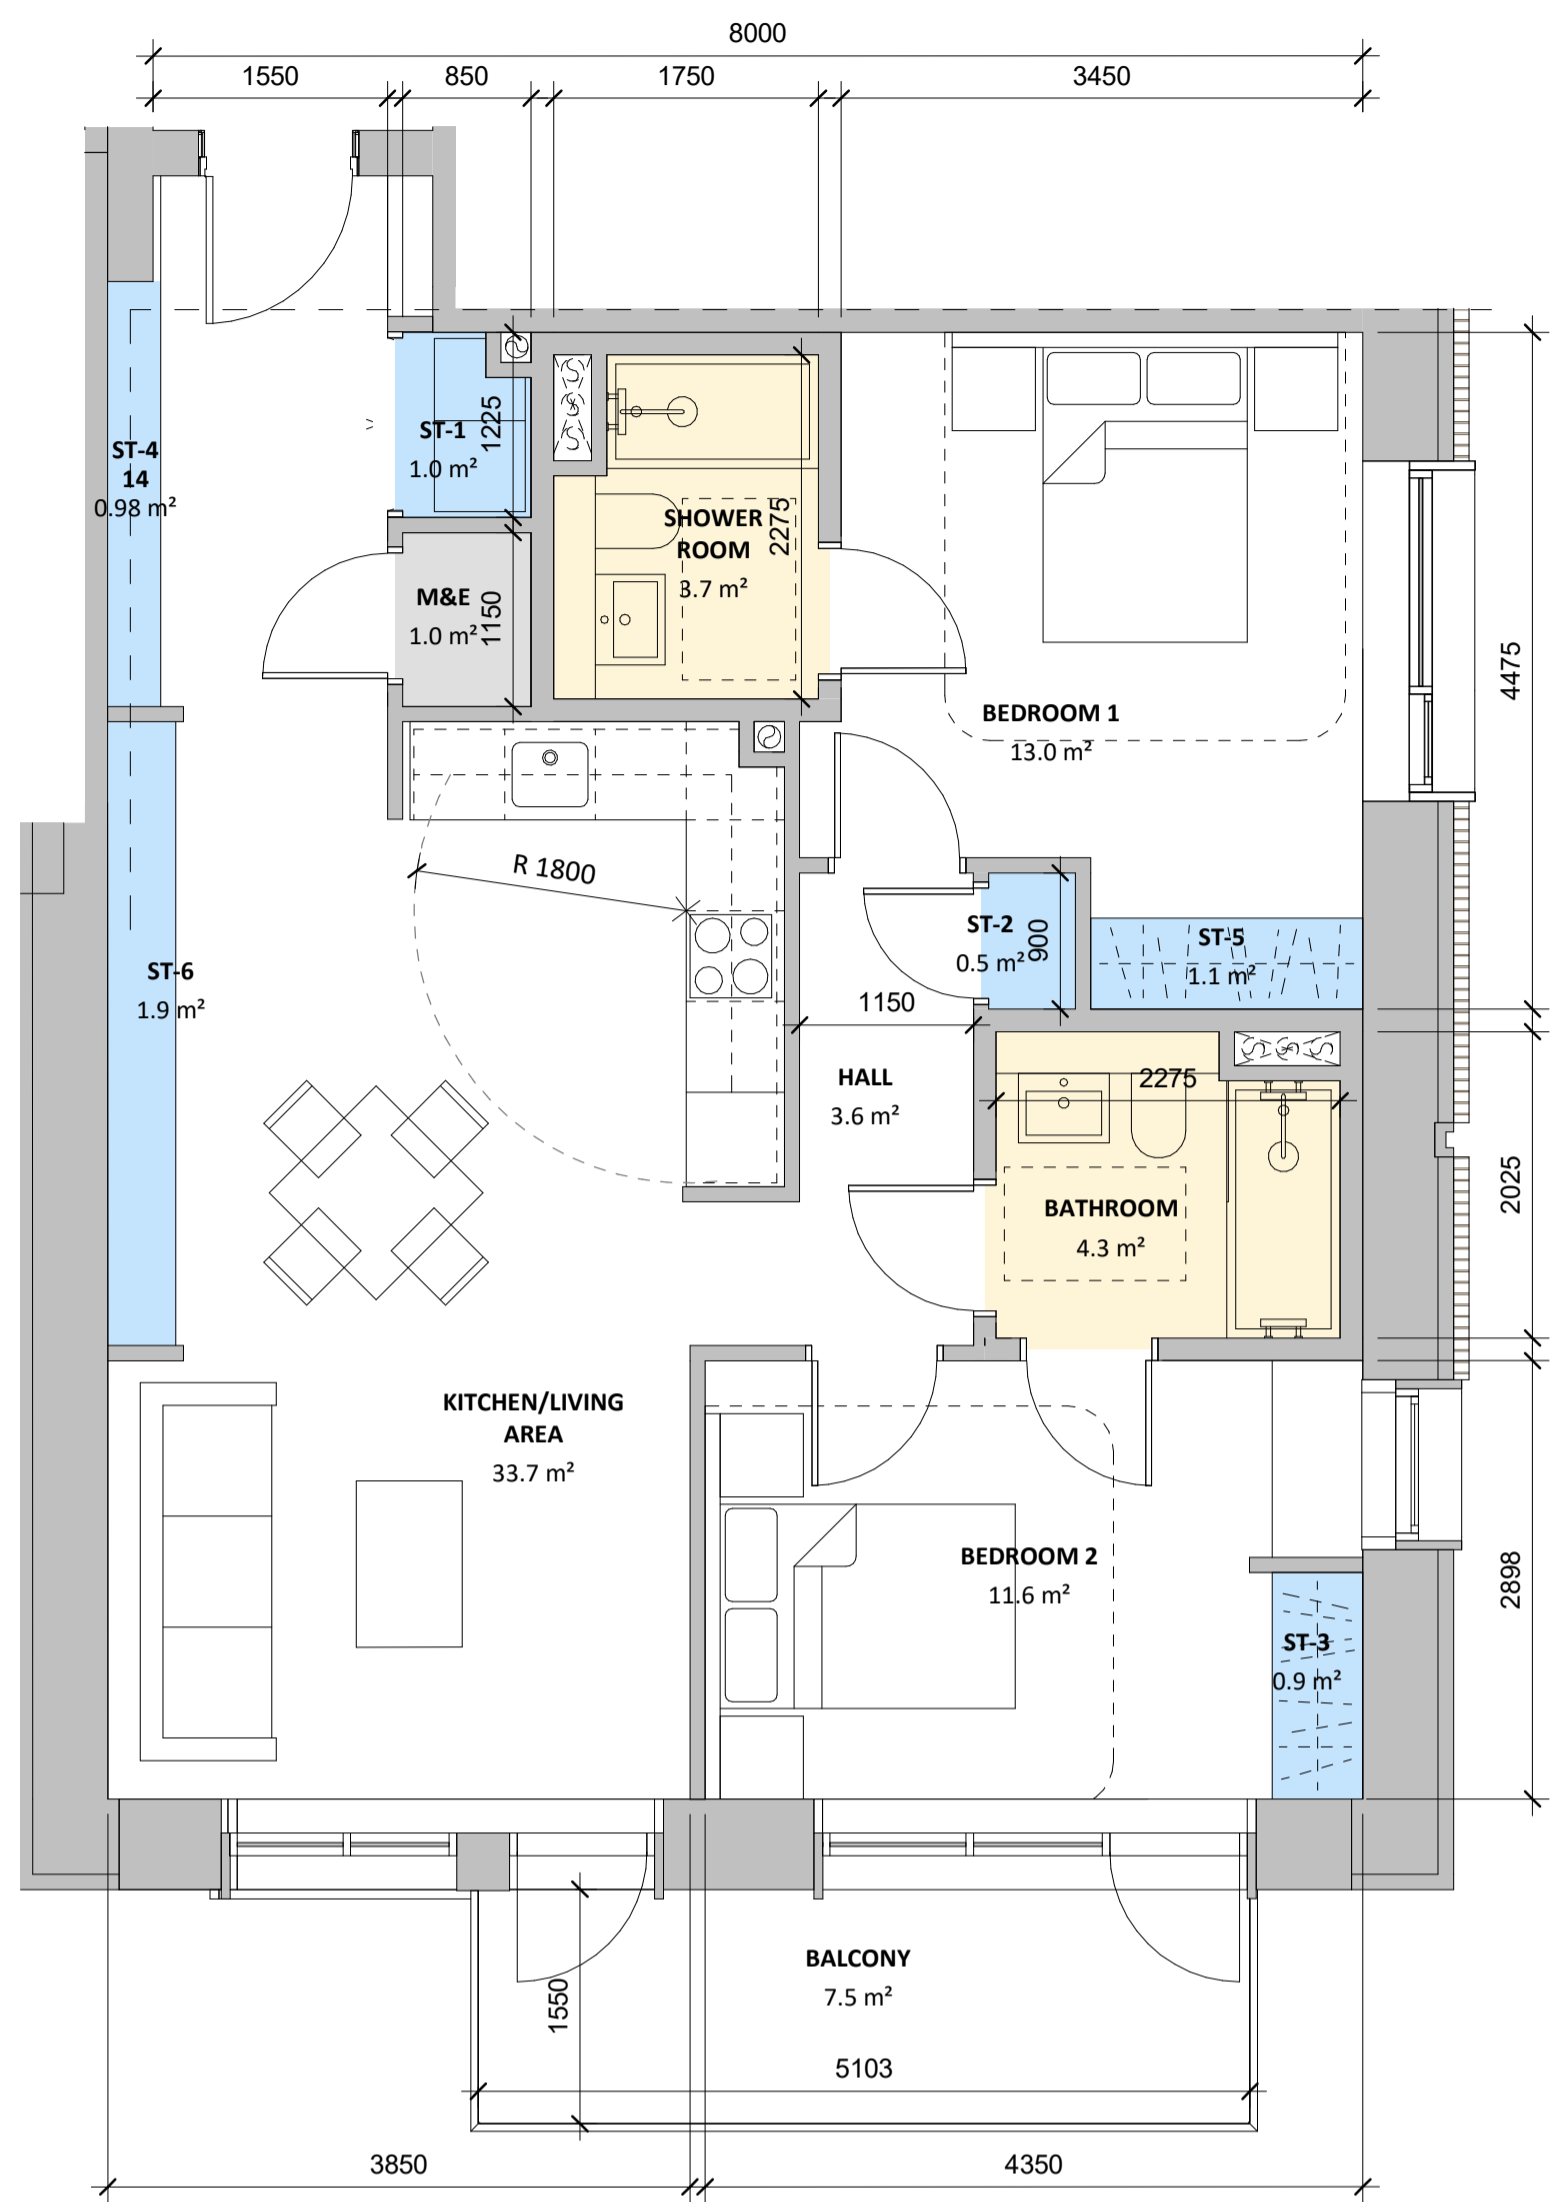 8000
1550
850
1750
3450
ST-4
14
0.98 m²
ST-1
1.0 m²
1225
SHOWER
ROOM
3.7 m²
2275
M&E
1.0 m²
1150
BEDROOM 1
13.0 m²
4475
R 1800
ST-2
0.5 m²
900
ST-5
1.1 m²
ST-6
1.9 m²
1150
HALL
3.6 m²
2275
BATHROOM
4.3 m²
2025
KITCHEN/LIVING
AREA
33.7 m²
BEDROOM 2
11.6 m²
2898
ST-3
0.9 m²
BALCONY
7.5 m²
1550
5103
3850
4350